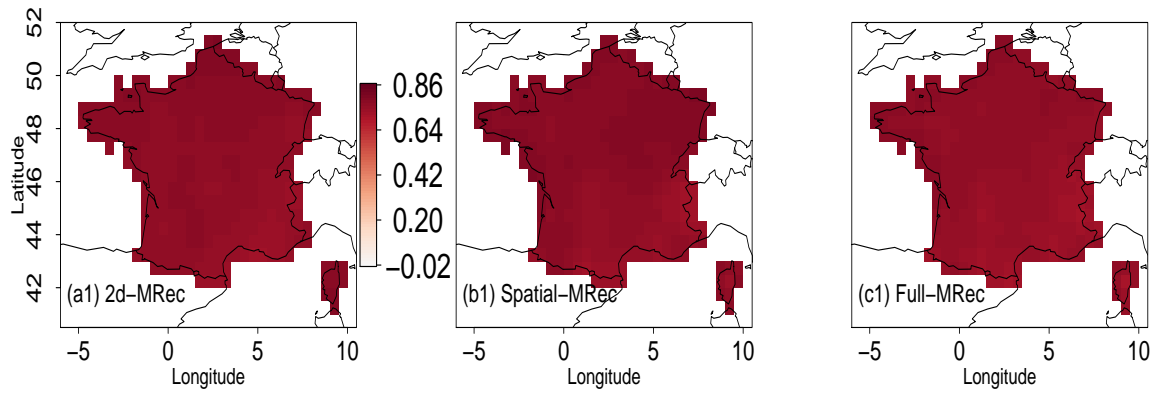 52
50
48
46
44
42
Latitude
0.86
0.64
0.42
0.20
−0.02
(a1) 2d−MRec
(b1) Spatial−MRec
(c1) Full−MRec
−5 0 5 10
−5 0 5 10
−5 0 5 10
Longitude
Longitude
Longitude